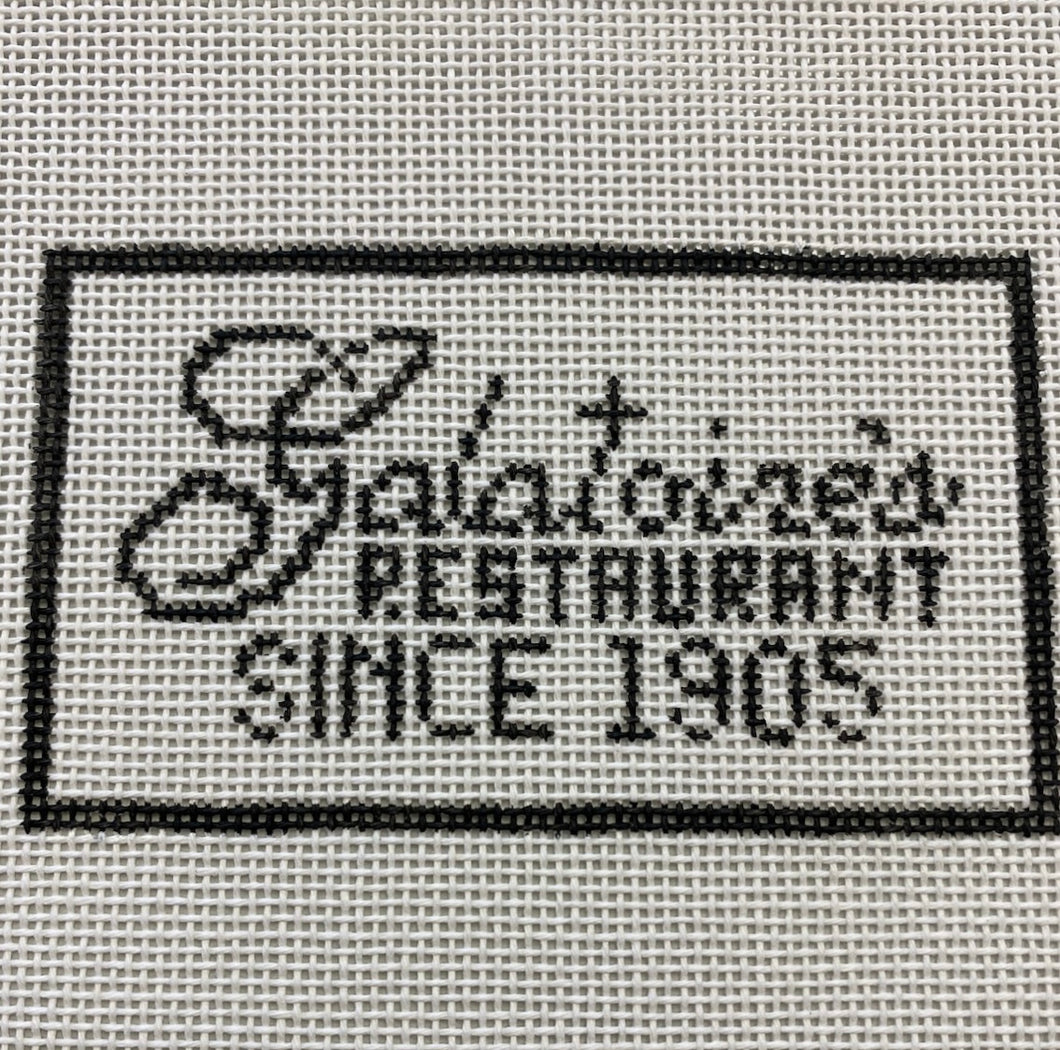 Galatoire's
RESTAURANT
SINCE 1905